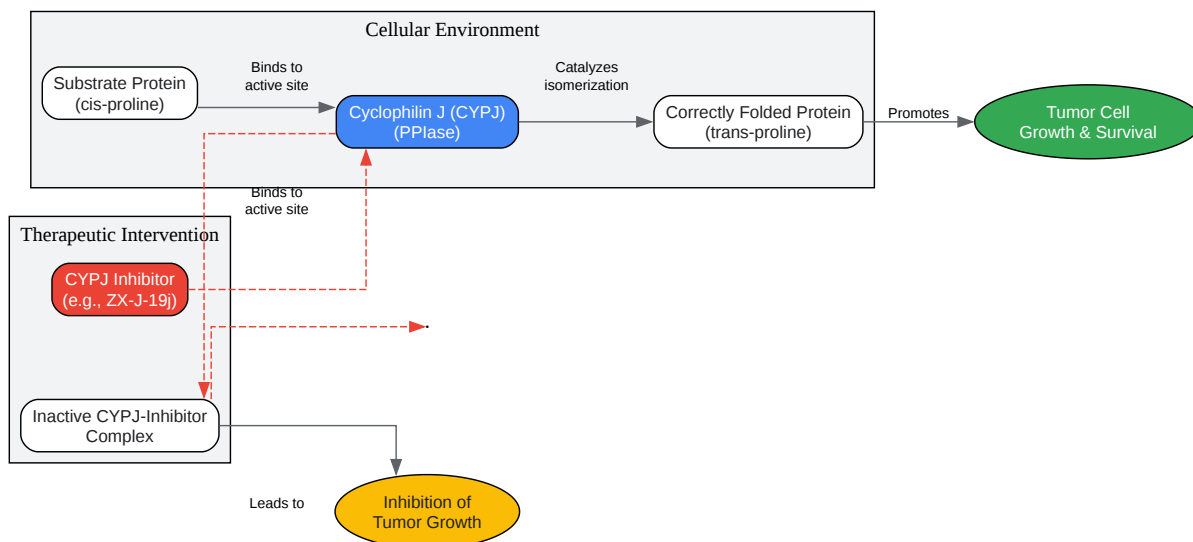 Cellular Environment
Substrate Protein
(cis-proline)
Binds to
active site
Cyclophilin J (CYPJ)
(PPIase)
Catalyzes
isomerization
Correctly Folded Protein
(trans-proline)
Promotes
Tumor Cell
Growth & Survival
Binds to
active site
Therapeutic Intervention
CYPJ Inhibitor
(e.g., ZX-J-19j)
Inactive CYPJ-Inhibitor
Complex
Leads to
Inhibition of
Tumor Growth